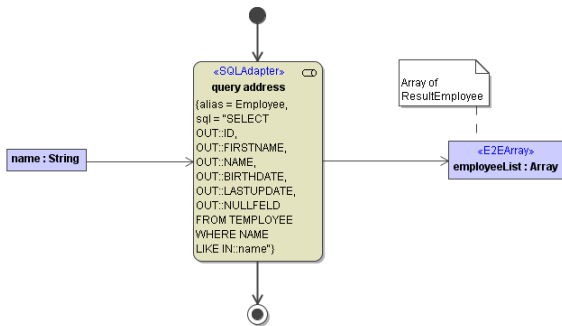 «SQLAdapter»
query address
{alias = Employee,
sql = "SELECT
OUT::ID,
OUT::FIRSTNAME,
OUT::NAME,
OUT::BIRTHDATE,
OUT::LASTUPDATE,
OUT::NULLFELD
FROM TEMPLOYEE
WHERE NAME
LIKE IN::name"}
name : String
Array of
ResultEmployee
«E2EArray»
employeeList : Array